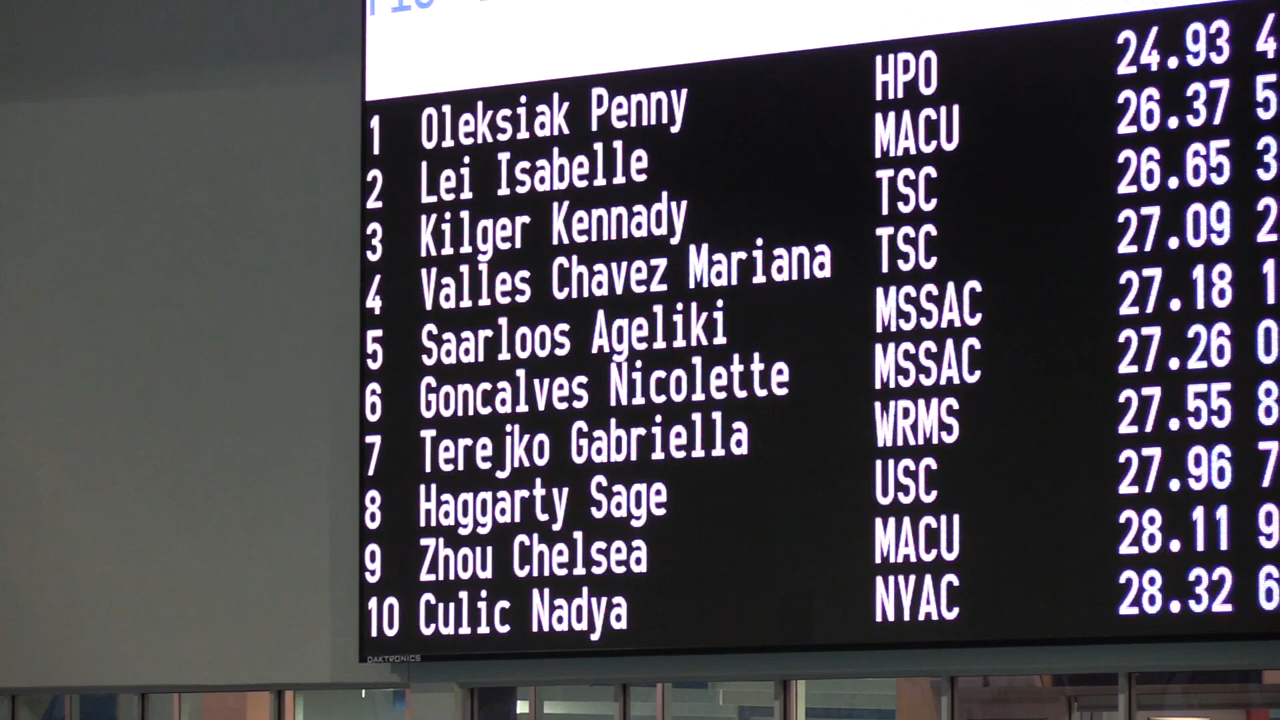 1 Oleksiak Penny HPO 24.93 4
2 Lei Isabelle MACU 26.37 5
3 Kilger Kennady TSC 26.65 3
4 Valles Chavez Mariana TSC 27.09 2
5 Saarloos Ageliki MSSAC 27.18 1
6 Goncalves Nicolette MSSAC 27.26 0
7 Terejko Gabriella WRMS 27.55 8
8 Haggarty Sage USC 27.96 7
9 Zhou Chelsea MACU 28.11 9
10 Culic Nadya NYAC 28.32 6
DAKTRONICS